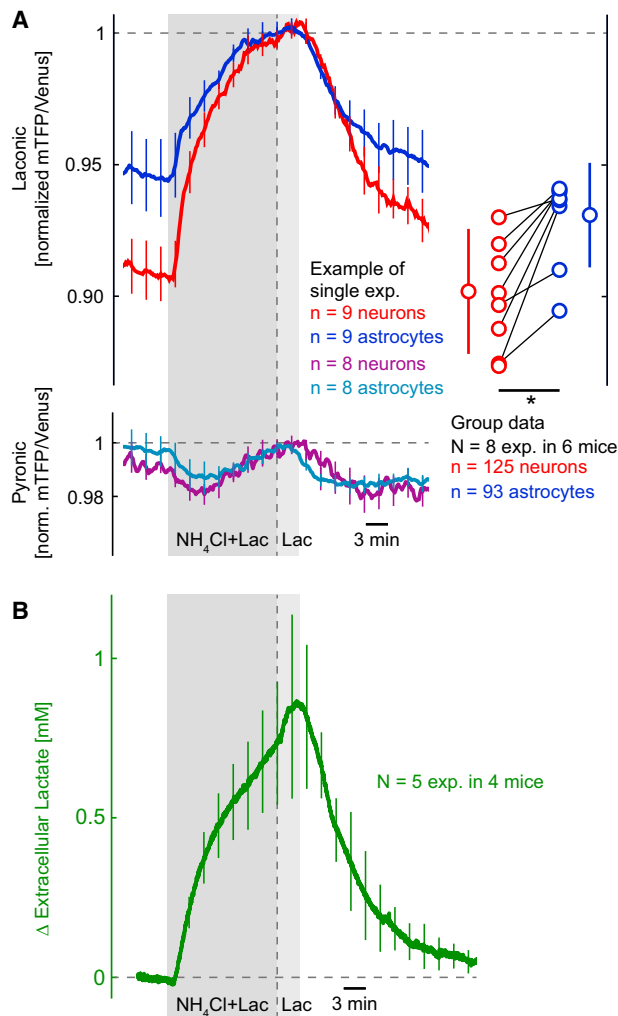 A
Laconic
[normalized mTFP/Venus]
1
0.95
0.90
Example of
single exp.
n = 9 neurons
n = 9 astrocytes
n = 8 neurons
n = 8 astrocytes
*
Group data
N = 8 exp. in 6 mice
n = 125 neurons
n = 93 astrocytes
Pyronic
[norm. mTFP/Venus]
1
0.98
NH₄Cl+Lac
Lac
3 min
B
Δ Extracellular Lactate [mM]
1
0.5
0
N = 5 exp. in 4 mice
NH₄Cl+Lac
Lac
3 min